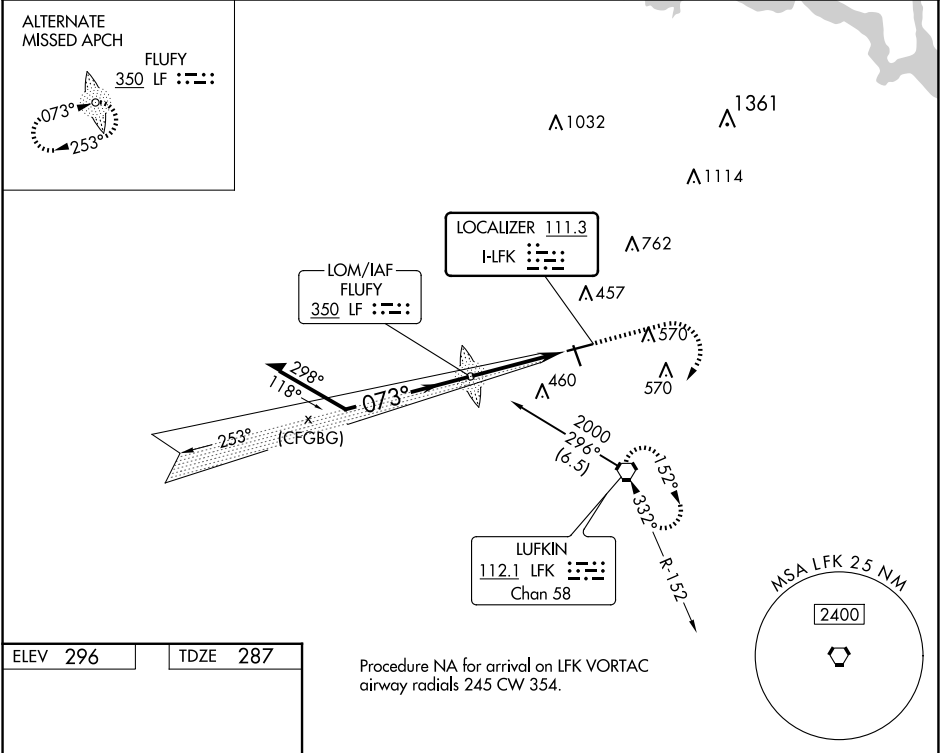 ALTERNATE
MISSED APCH
FLUFY
350 LF
073°
253°
1032
1361
1114
LOCALIZER 111.3
I-LFK
762
LOM/IAF
FLUFY
350 LF
457
570
570
460
298°
118°
073°
253°
(CFGBG)
2000
296°
(6.5)
152°
332°
R-152
LUFKIN
112.1 LFK
Chan 58
MSA LFK 25 NM
2400
ELEV 296
TDZE 287
Procedure NA for arrival on LFK VORTAC
airway radials 245 CW 354.